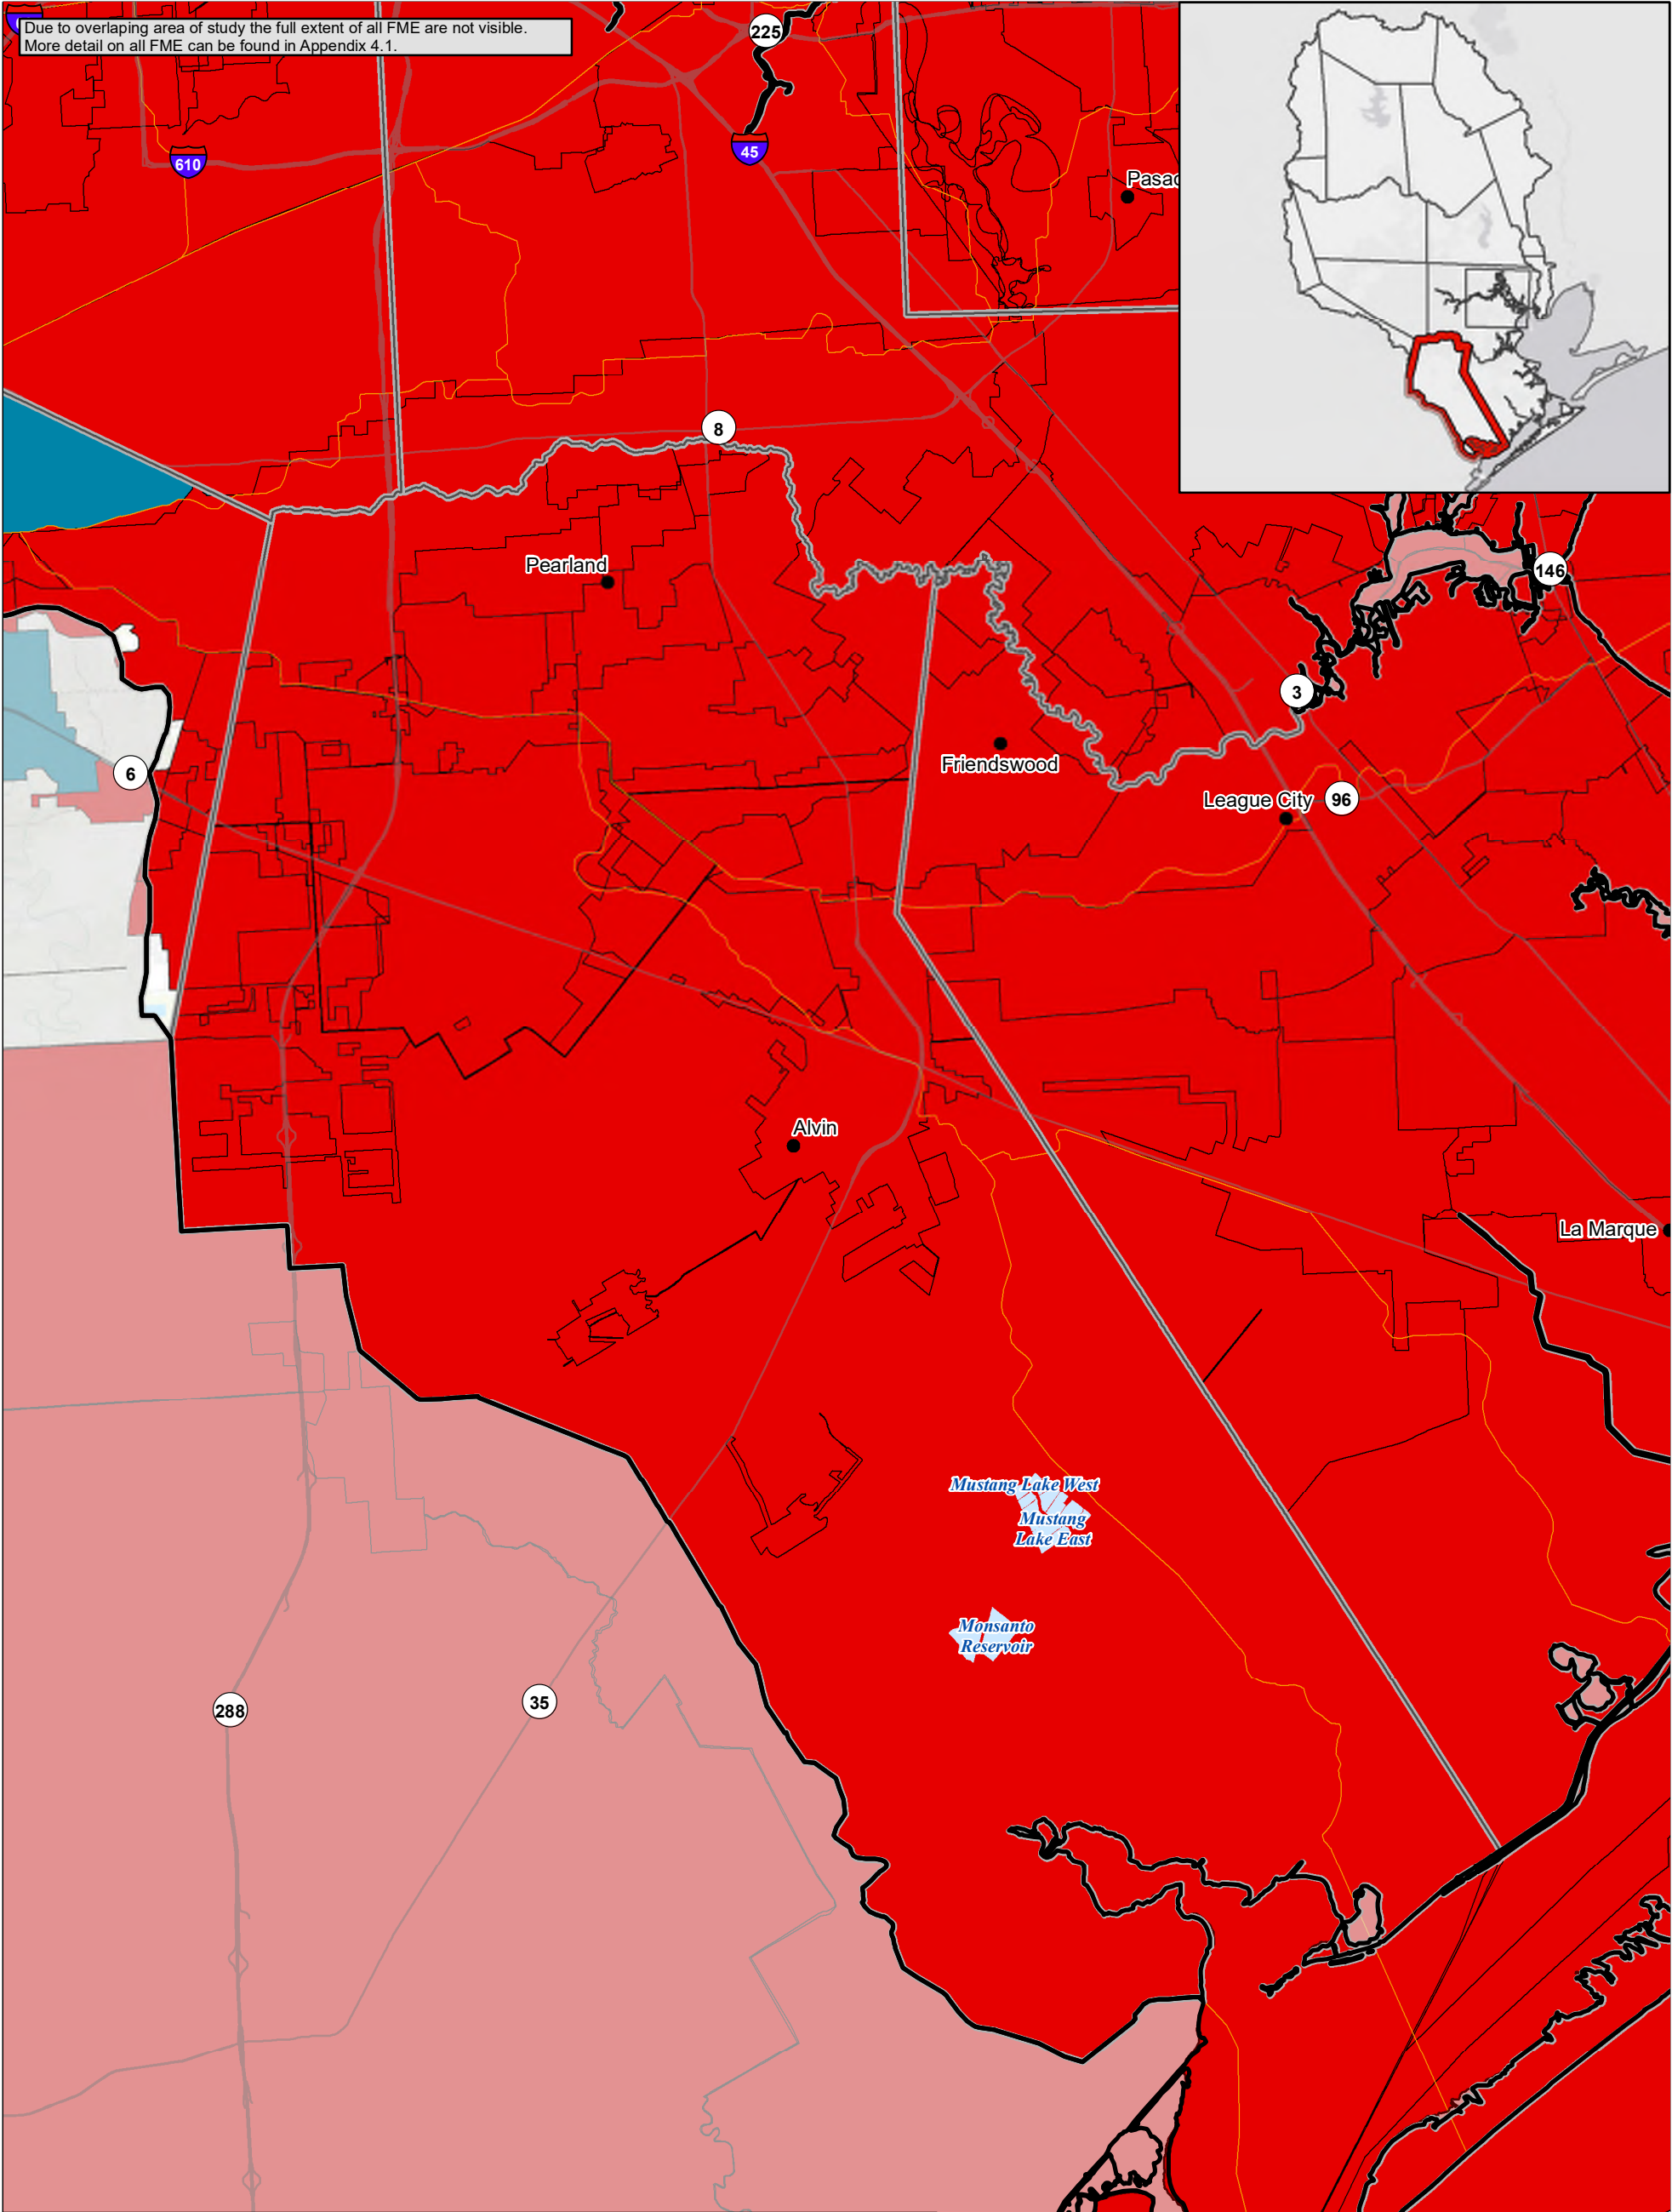 Due to overlaping area of study the full extent of all FME are not visible.
More detail on all FME can be found in Appendix 4.1.
225
610
45
Pasad
8
Pearland
146
3
6
Friendswood
League City
96
Alvin
La Marque
Mustang Lake West
Mustang
Lake East
Monsanto
Reservoir
288
35